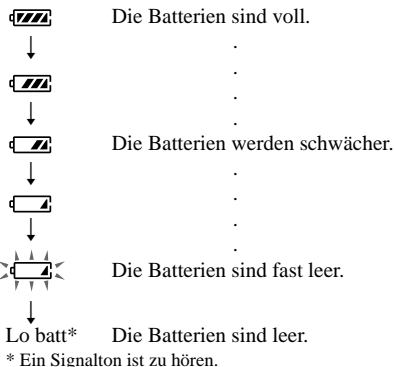 Die Batterien sind voll.
Die Batterien werden schwächer.
Die Batterien sind fast leer.
Lo batt* Die Batterien sind leer.
* Ein Signalton ist zu hören.